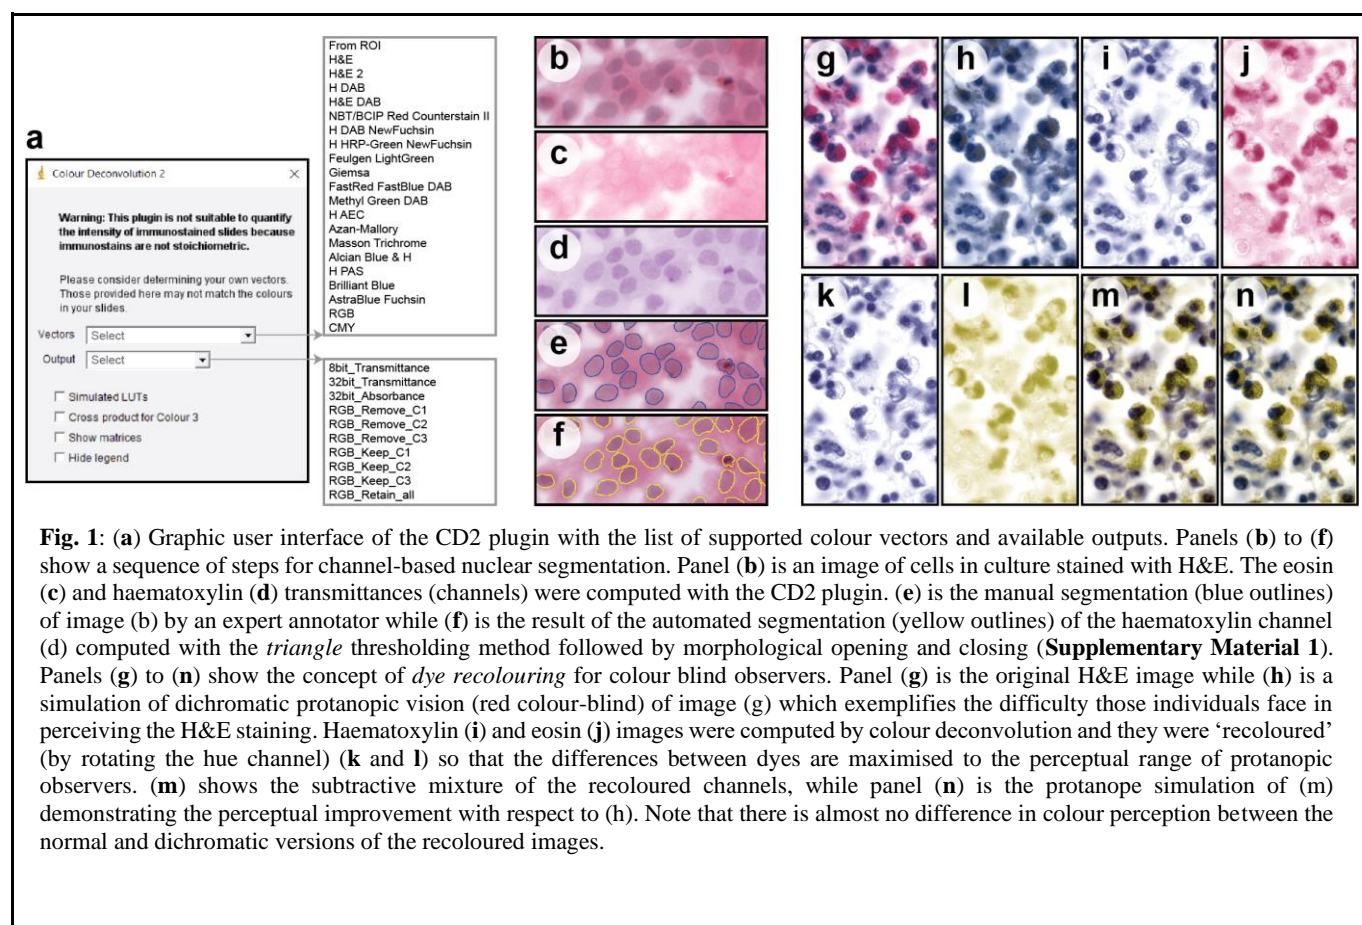 a
Colour Deconvolution 2
Warning: This plugin is not suitable to quantify
the intensity of immunostained slides because
immunostains are not stoichiometric.
Please consider determining your own vectors.
Those provided here may not match the colours
in your slides.
Vectors Select
Output Select
Simulated LUTs
Cross product for Colour 3
Show matrices
Hide legend
From ROI
H&E
H&E 2
H DAB
H&E DAB
NBT/BCIP Red Counterstain II
H DAB NewFuchsin
H HRP-Green NewFuchsin
Feulgen LightGreen
Giemsa
FastRed FastBlue DAB
Methyl Green DAB
H AEC
Azan-Mallory
Masson Trichrome
Alcian Blue & H
H PAS
Brilliant Blue
AstraBlue Fuchsin
RGB
CMY
8bit_Transmittance
32bit_Transmittance
32bit_Absorbance
RGB_Remove_C1
RGB_Remove_C2
RGB_Remove_C3
RGB_Keep_C1
RGB_Keep_C2
RGB_Keep_C3
RGB_Retain_all
b
c
d
e
f
g
h
i
j
k
l
m
n
Fig. 1: (a) Graphic user interface of the CD2 plugin with the list of supported colour vectors and available outputs. Panels (b) to (f)
show a sequence of steps for channel-based nuclear segmentation. Panel (b) is an image of cells in culture stained with H&E. The eosin
(c) and haematoxylin (d) transmittances (channels) were computed with the CD2 plugin. (e) is the manual segmentation (blue outlines)
of image (b) by an expert annotator while (f) is the result of the automated segmentation (yellow outlines) of the haematoxylin channel
(d) computed with the triangle thresholding method followed by morphological opening and closing (Supplementary Material 1).
Panels (g) to (n) show the concept of dye recolouring for colour blind observers. Panel (g) is the original H&E image while (h) is a
simulation of dichromatic protanopic vision (red colour-blind) of image (g) which exemplifies the difficulty those individuals face in
perceiving the H&E staining. Haematoxylin (i) and eosin (j) images were computed by colour deconvolution and they were ‘recoloured’
(by rotating the hue channel) (k and l) so that the differences between dyes are maximised to the perceptual range of protanopic
observers. (m) shows the subtractive mixture of the recoloured channels, while panel (n) is the protanope simulation of (m)
demonstrating the perceptual improvement with respect to (h). Note that there is almost no difference in colour perception between the
normal and dichromatic versions of the recoloured images.